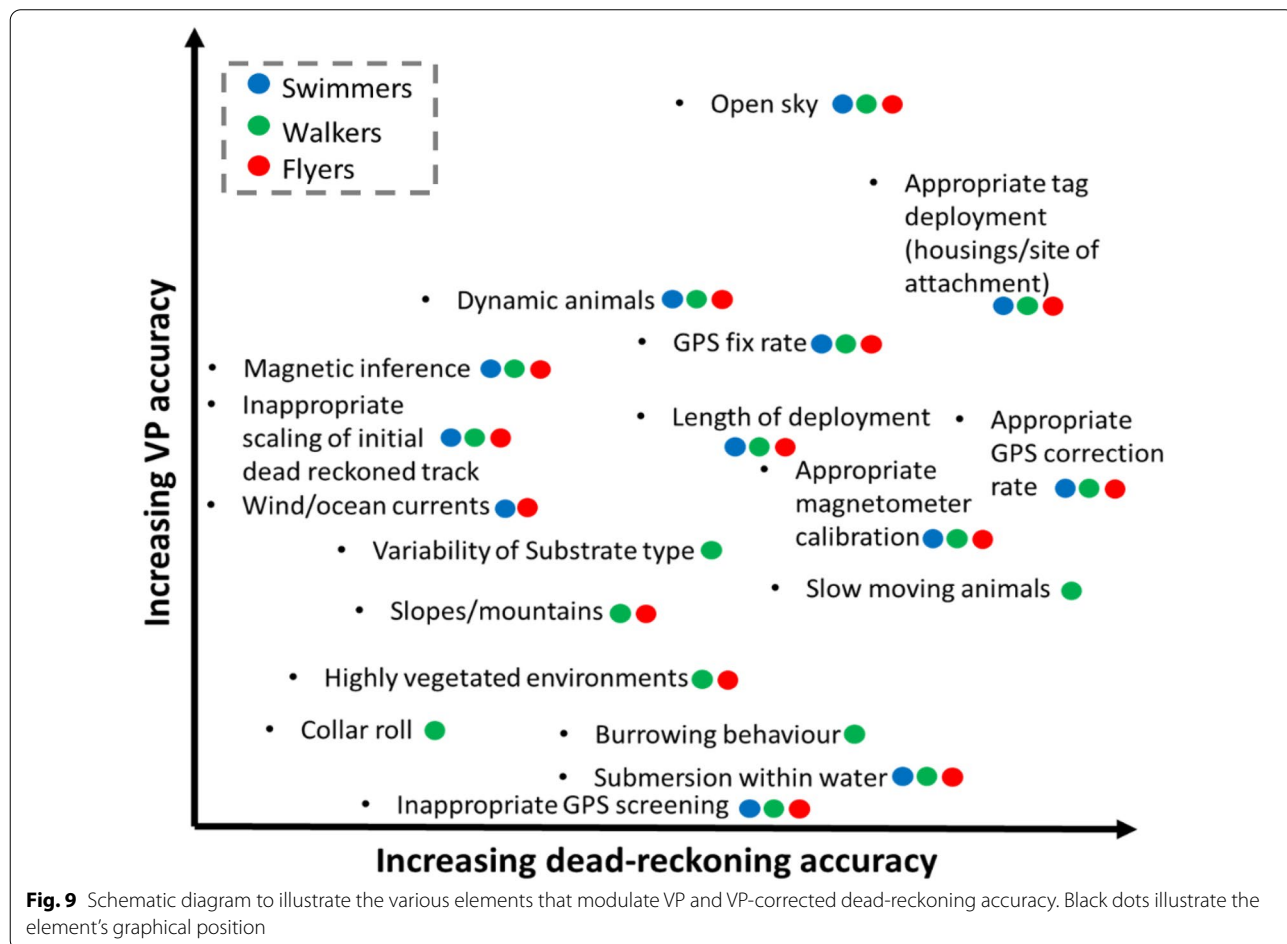 Swimmers
Walkers
Flyers
• Open sky
• Appropriate tag
deployment
(housings/site of
attachment)
• Dynamic animals
• GPS fix rate
• Magnetic inference
• Inappropriate
scaling of initial
dead reckoned track
• Length of deployment
• Appropriate
GPS correction
rate
• Appropriate
magnetometer
calibration
• Wind/ocean currents
• Variability of Substrate type
• Slow moving animals
• Slopes/mountains
• Highly vegetated environments
• Collar roll
• Burrowing behaviour
• Submersion within water
• Inappropriate GPS screening
Increasing VP accuracy
Increasing dead-reckoning accuracy
Fig. 9 Schematic diagram to illustrate the various elements that modulate VP and VP-corrected dead-reckoning accuracy. Black dots illustrate the
element's graphical position